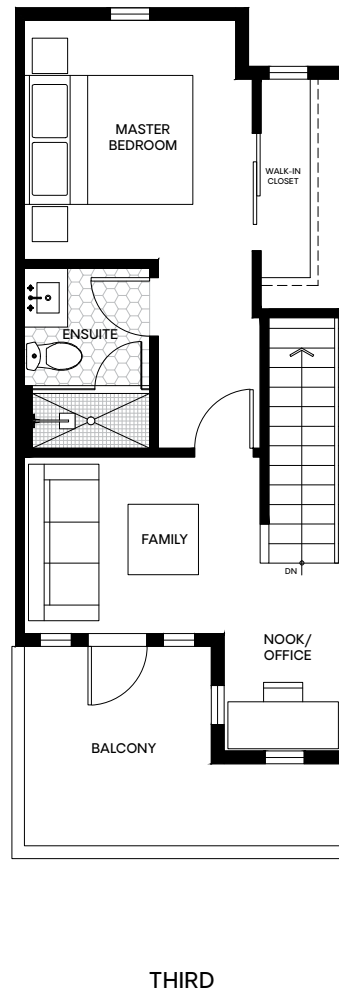 MASTER
BEDROOM
WALK-IN
CLOSET
ENSUITE
FAMILY
DN
NOOK/
OFFICE
BALCONY
THIRD